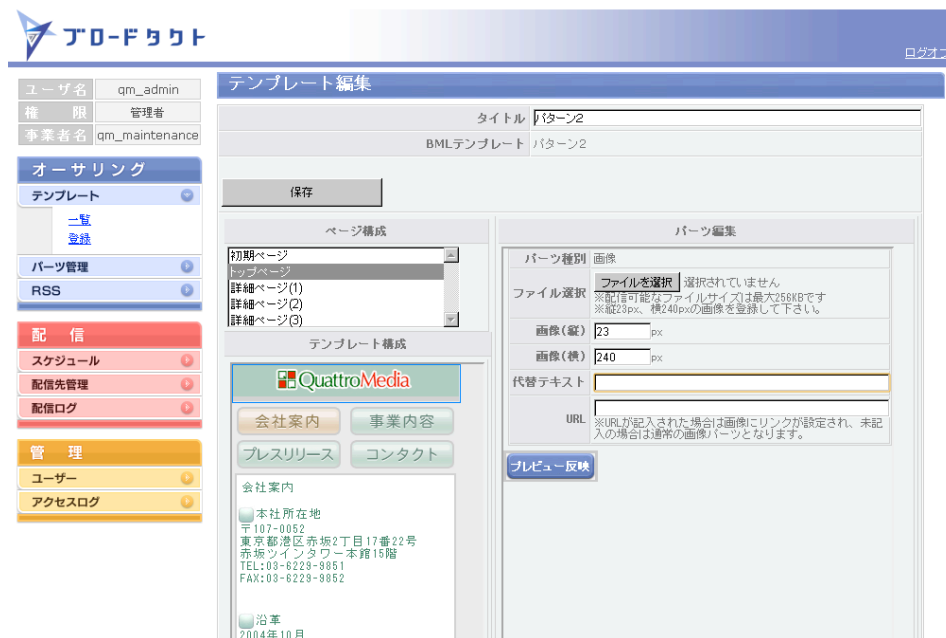 ブロードタクト
ログオフ
ユーザ名 qm_admin
権 限 管理者
事業者名 qm_maintenance
オーサリング
テンプレート
一覧
登録
パーツ管理
RSS
配 信
スケジュール
配信先管理
配信ログ
管 理
ユーザー
アクセスログ
テンプレート編集
タイトル パターン2
BMLテンプレート パターン2
保存
ページ構成
初期ページ
トップページ
詳細ページ(1)
詳細ページ(2)
詳細ページ(3)
テンプレート構成
QuattroMedia
会社案内 事業内容
プレスリリース コンタクト
会社案内
本社所在地
〒107-0052
東京都港区赤坂2丁目17番22号
赤坂ツインタワー本館15階
TEL:03-6229-9851
FAX:03-6229-9852
沿革
2004年10月
パーツ編集
パーツ種別 画像
ファイル選択 ファイルを選択 選択されていません
※配信可能なファイルサイズは最大256KBです
※縦23px、横240pxの画像を登録して下さい。
画像(縦) 23 px
画像(横) 240 px
代替テキスト
URL
※URLが記入された場合は画像にリンクが設定され、未記
入の場合は通常の画像パーツとなります。
プレビュー反映